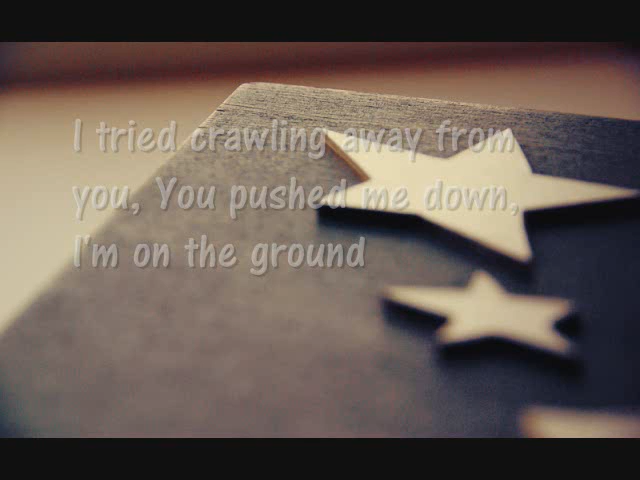 I tried crawling away from
you, You pushed me down,
I'm on the ground